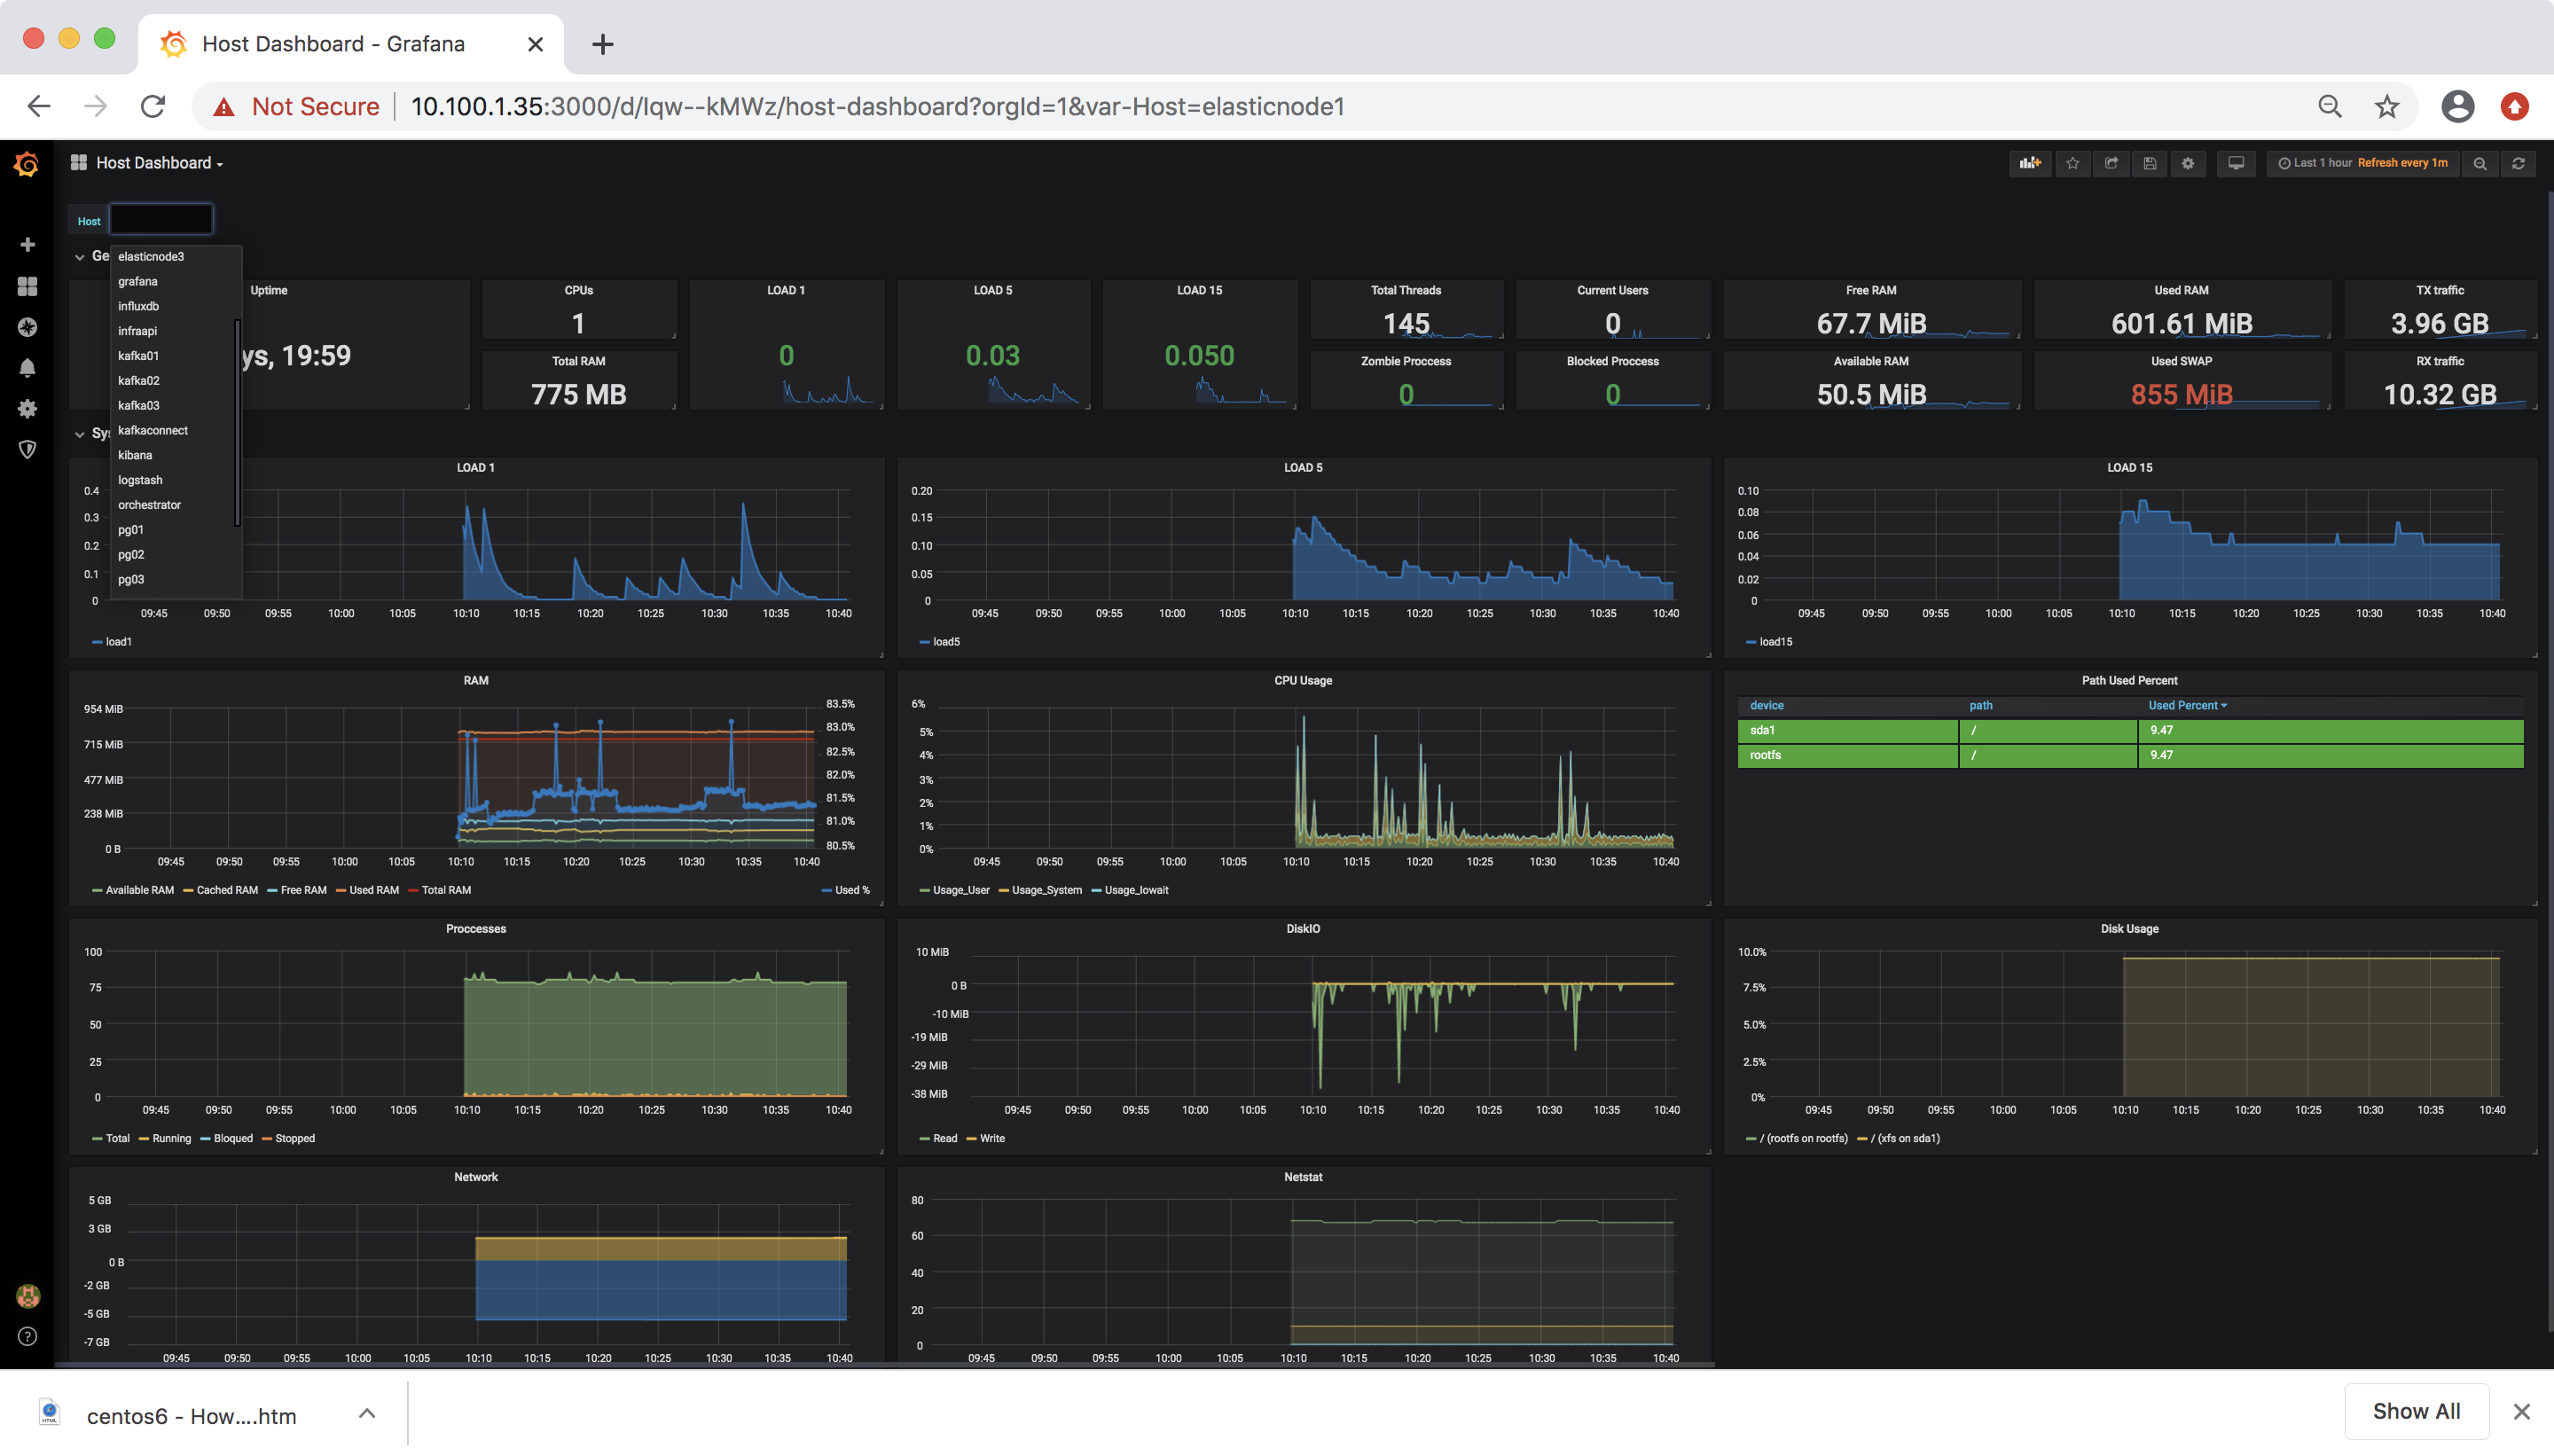 Host Dashboard - Grafana
Not Secure
10.100.1.35:3000/d/Iqw--kMWz/host-dashboard?orgId=1&var-Host=elasticnode1
Host Dashboard
Last 1 hour Refresh every 1m
Host
elasticnode3
grafana
influxdb
infraapi
kafka01
kafka02
kafka03
kafkaconnect
kibana
logstash
orchestrator
pg01
pg02
pg03
Ge
Uptime
ys, 19:59
CPUs
1
Total RAM
775 MB
LOAD 1
0
LOAD 5
0.03
LOAD 15
0.050
Total Threads
145
Zombie Proccess
0
Current Users
0
Blocked Proccess
0
Free RAM
67.7 MiB
Available RAM
50.5 MiB
Used RAM
601.61 MiB
Used SWAP
855 MiB
TX traffic
3.96 GB
RX traffic
10.32 GB
Sys
LOAD 1
0.4
0.3
0.2
0.1
0
09:45 09:50 09:55 10:00 10:05 10:10 10:15 10:20 10:25 10:30 10:35 10:40
load1
LOAD 5
0.20
0.15
0.10
0.05
0
09:45 09:50 09:55 10:00 10:05 10:10 10:15 10:20 10:25 10:30 10:35 10:40
load5
LOAD 15
0.10
0.08
0.06
0.04
0.02
0
09:45 09:50 09:55 10:00 10:05 10:10 10:15 10:20 10:25 10:30 10:35 10:40
load15
RAM
954 MiB
715 MiB
477 MiB
238 MiB
0 B
83.5%
83.0%
82.5%
82.0%
81.5%
81.0%
80.5%
09:45 09:50 09:55 10:00 10:05 10:10 10:15 10:20 10:25 10:30 10:35 10:40
Available RAM Cached RAM Free RAM Used RAM Total RAM Used %
CPU Usage
6%
5%
4%
3%
2%
1%
0%
09:45 09:50 09:55 10:00 10:05 10:10 10:15 10:20 10:25 10:30 10:35 10:40
Usage_User Usage_System Usage_Iowait
Path Used Percent
device path Used Percent
sda1 / 9.47
rootfs / 9.47
Proccesses
100
75
50
25
0
09:45 09:50 09:55 10:00 10:05 10:10 10:15 10:20 10:25 10:30 10:35 10:40
Total Running Bloqued Stopped
DiskIO
10 MiB
0 B
-10 MiB
-19 MiB
-29 MiB
-38 MiB
09:45 09:50 09:55 10:00 10:05 10:10 10:15 10:20 10:25 10:30 10:35 10:40
Read Write
Disk Usage
10.0%
7.5%
5.0%
2.5%
0%
09:45 09:50 09:55 10:00 10:05 10:10 10:15 10:20 10:25 10:30 10:35 10:40
/ (rootfs on rootfs) / (xfs on sda1)
Network
5 GB
3 GB
0 B
-2 GB
-5 GB
-7 GB
09:45 09:50 09:55 10:00 10:05 10:10 10:15 10:20 10:25 10:30 10:35 10:40
Netstat
80
60
40
20
0
09:45 09:50 09:55 10:00 10:05 10:10 10:15 10:20 10:25 10:30 10:35 10:40
HTML
centos6 - How....htm
Show All